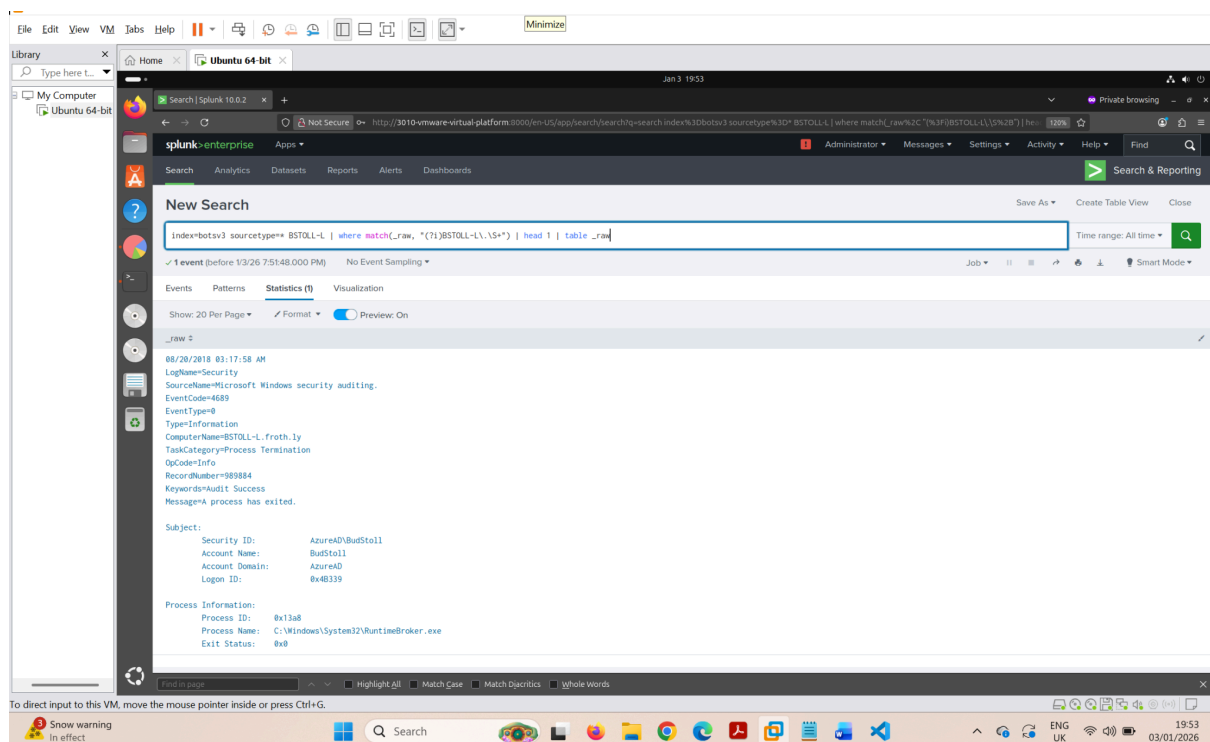 Minimize
File Edit View VM Tabs Help
Library ×
Type here t...
My Computer
Ubuntu 64-bit
Home × Ubuntu 64-bit ×
Jan 3 19:53
Search | Splunk 10.0.2 × +
Private browsing
Not Secure http://3010-vmware-virtual-platform:8000/en-US/app/search/search?q=search index%3Dbotsv3 sourcetype%3D* BSTOLL-L | where match(_raw%2C "(%3Fi)BSTOLL-L\.\S%2B") | hea 120%
splunk>enterprise Apps
! Administrator Messages Settings Activity Help Find
Search Analytics Datasets Reports Alerts Dashboards
Search & Reporting
New Search
Save As Create Table View Close
index=botsv3 sourcetype=* BSTOLL-L | where match(_raw, "(?i)BSTOLL-L\.\S+") | head 1 | table _raw
Time range: All time
✓ 1 event (before 1/3/26 7:51:48.000 PM) No Event Sampling
Job Smart Mode
Events Patterns Statistics (1) Visualization
Show: 20 Per Page Format Preview: On
_raw
08/20/2018 03:17:58 AM
LogName=Security
SourceName=Microsoft Windows security auditing.
EventCode=4689
EventType=0
Type=Information
ComputerName=BSTOLL-L.froth.ly
TaskCategory=Process Termination
OpCode=Info
RecordNumber=989884
Keywords=Audit Success
Message=A process has exited.
Subject:
Security ID: AzureAD\BudStoll
Account Name: BudStoll
Account Domain: AzureAD
Logon ID: 0x4B339
Process Information:
Process ID: 0x13a8
Process Name: C:\Windows\System32\RuntimeBroker.exe
Exit Status: 0x0
Find in page Highlight All Match Case Match Diacritics Whole Words
To direct input to this VM, move the mouse pointer inside or press Ctrl+G.
3
Snow warning
In effect
Search
ENG
UK
19:53
03/01/2026